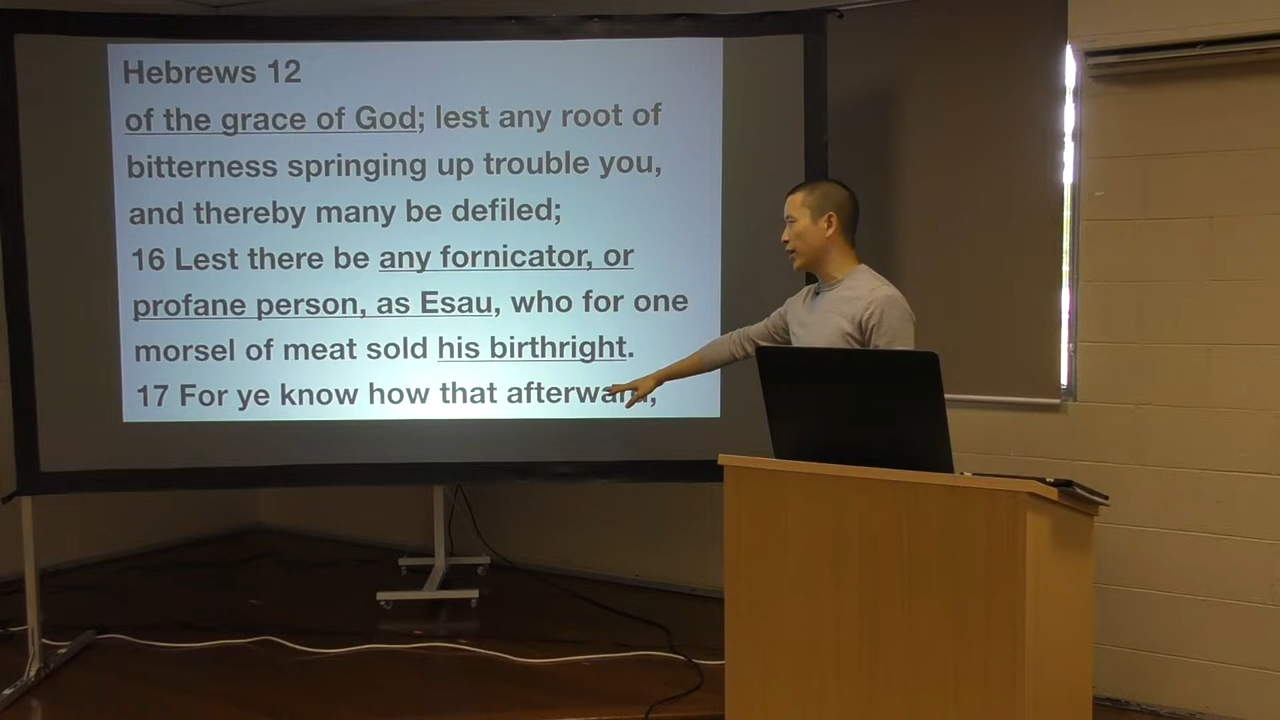 Hebrews 12
of the grace of God; lest any root of
bitterness springing up trouble you,
and thereby many be defiled;
16 Lest there be any fornicator, or
profane person, as Esau, who for one
morsel of meat sold his birthright.
17 For ye know how that afterward,